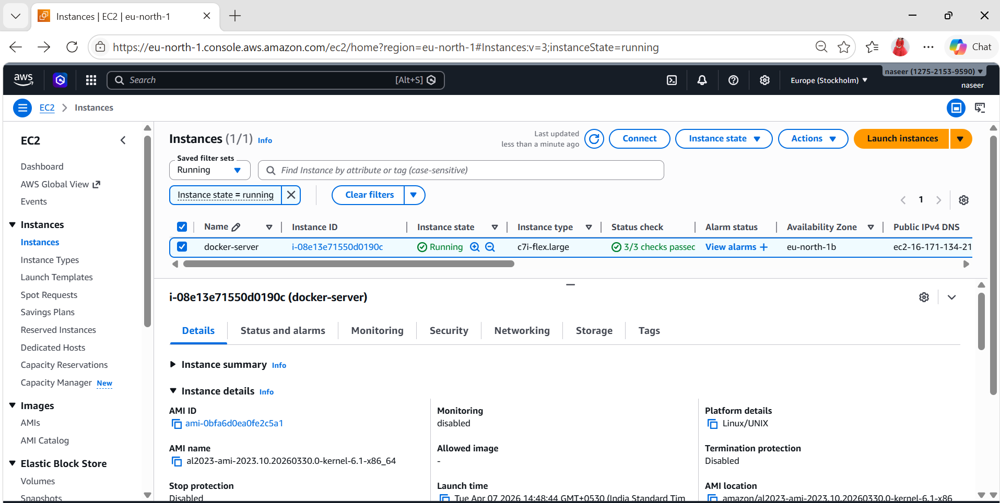 Instances | EC2 | eu-north-1
https://eu-north-1.console.aws.amazon.com/ec2/home?region=eu-north-1#Instances:v=3;instanceState=running
Chat
aws
Search
[Alt+S]
Europe (Stockholm)
naseer (1275-2153-9590)
naseer
EC2
Instances
EC2
Dashboard
AWS Global View
Events
Instances
Instances
Instance Types
Launch Templates
Spot Requests
Savings Plans
Reserved Instances
Dedicated Hosts
Capacity Reservations
Capacity Manager New
Images
AMIs
AMI Catalog
Elastic Block Store
Volumes
Snapshots
Instances (1/1) Info
Last updated
less than a minute ago
Connect
Instance state
Actions
Launch instances
Saved filter sets
Running
Find Instance by attribute or tag (case-sensitive)
Instance state = running
Clear filters
1
Name Instance ID Instance state Instance type Status check Alarm status Availability Zone Public IPv4 DNS
docker-server i-08e13e71550d0190c Running c7i-flex.large 3/3 checks passec View alarms + eu-north-1b ec2-16-171-134-21
i-08e13e71550d0190c (docker-server)
Details Status and alarms Monitoring Security Networking Storage Tags
Instance summary Info
Instance details Info
AMI ID
ami-0bfa6d0ea0fe2c5a1
Monitoring
disabled
Platform details
Linux/UNIX
AMI name
al2023-ami-2023.10.20260330.0-kernel-6.1-x86_64
Allowed image
-
Termination protection
Disabled
Stop protection
Disabled
Launch time
Tue Apr 07 2026 14:48:44 GMT+0530 (India Standard Tim
AMI location
amazon/al2023-ami-2023.10.20260330.0-kernel-6.1-x86